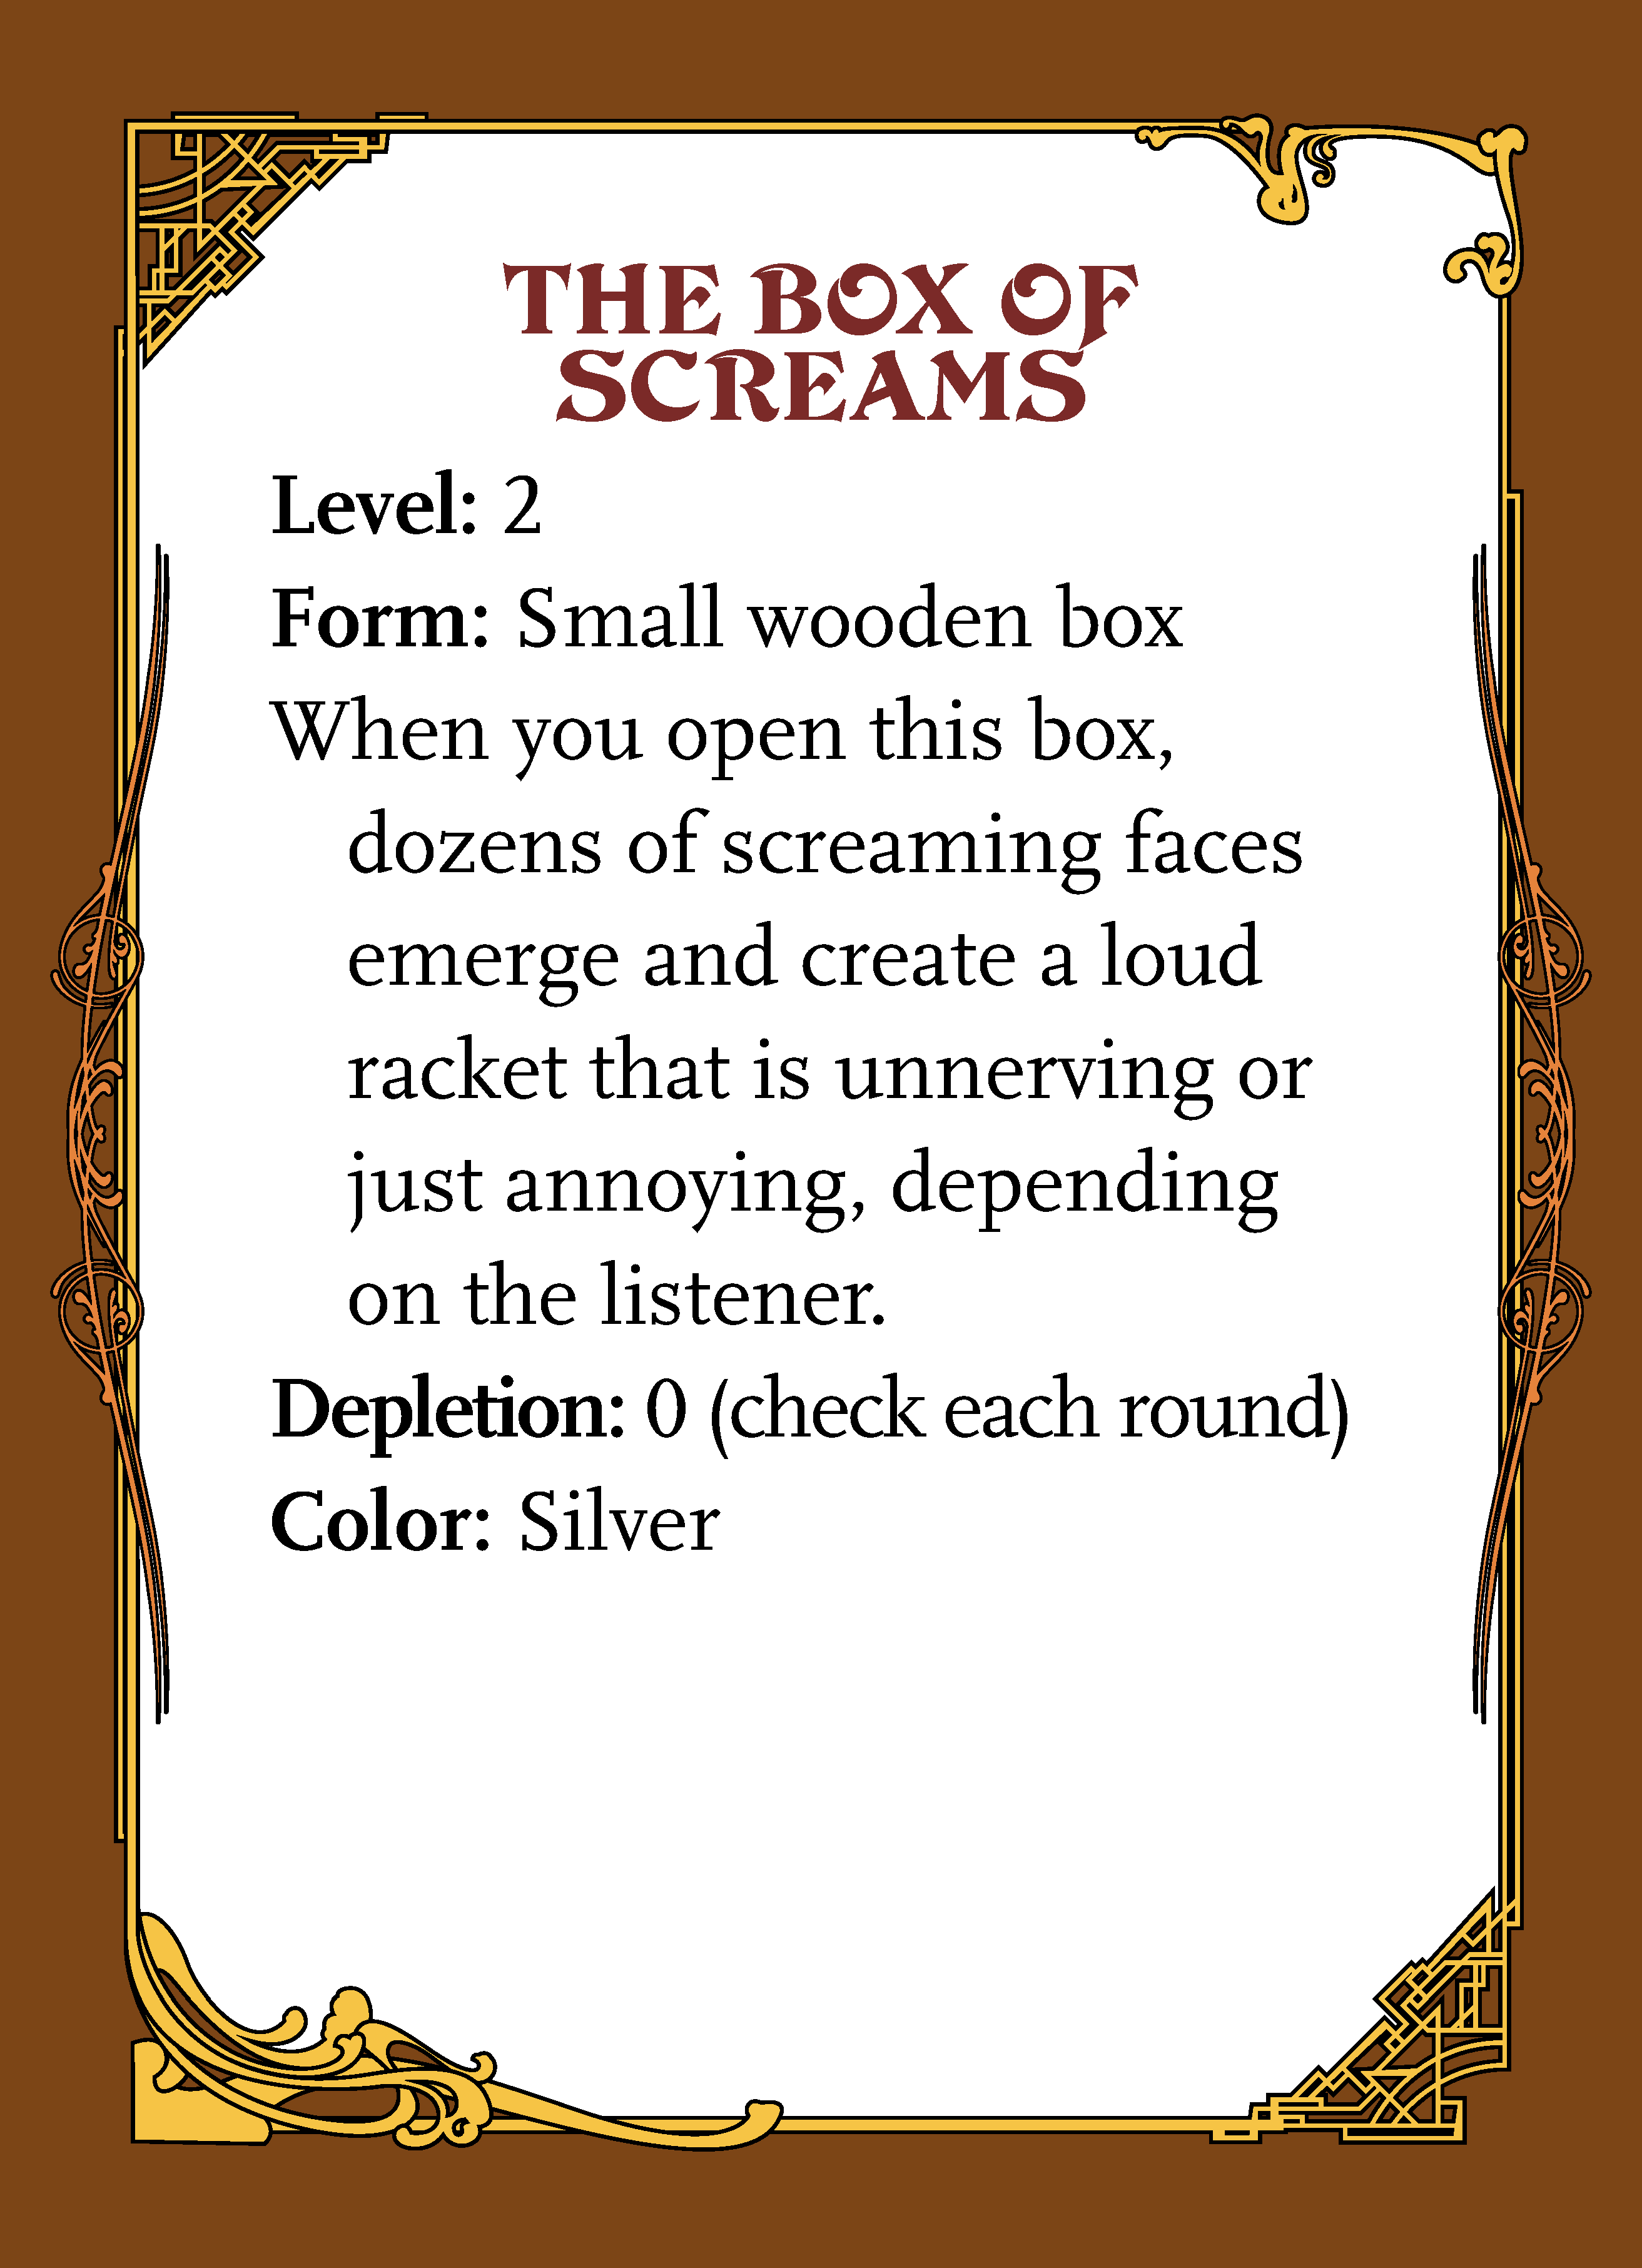 THE BOX OF
SCREAMS
Level: 2
Form: Small wooden box
When you open this box,
dozens of screaming faces
emerge and create a loud
racket that is unnerving or
just annoying, depending
on the listener.
Depletion: 0 (check each round)
Color: Silver